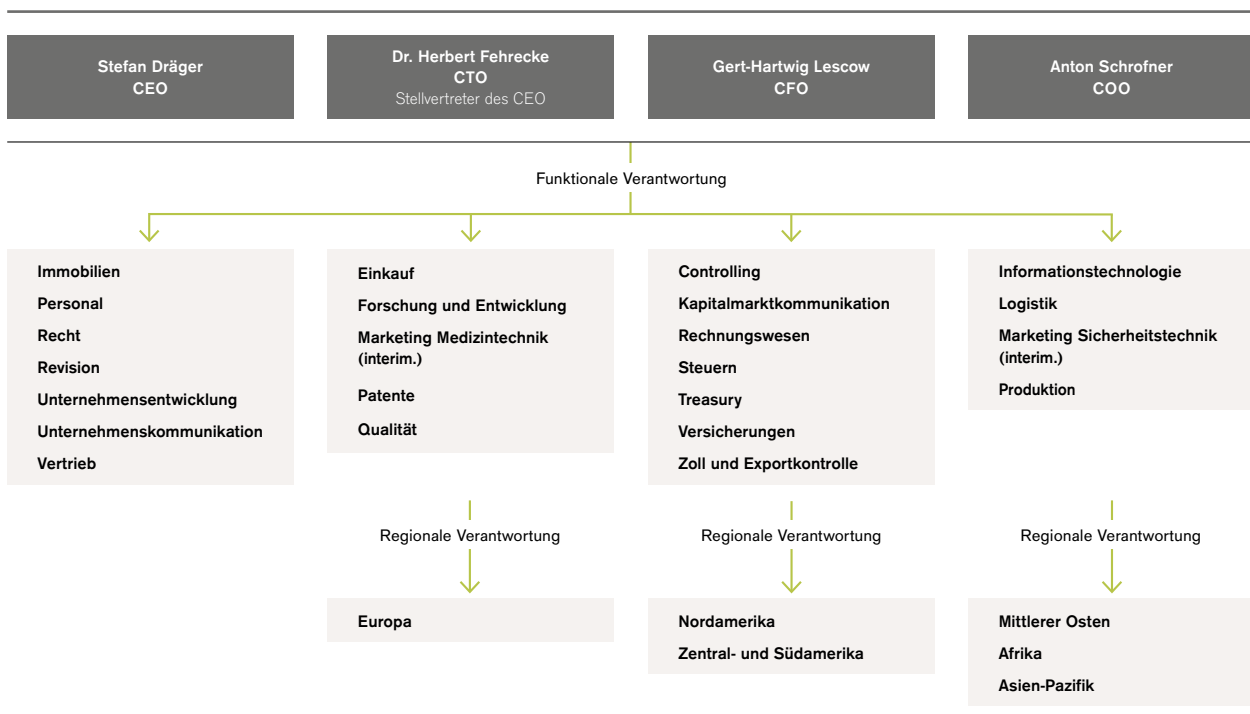 Stefan Dräger
CEO
Dr. Herbert Fehrecke
CTO
Stellvertreter des CEO
Gert-Hartwig Lescow
CFO
Anton Schrofner
COO
Funktionale Verantwortung
Immobilien
Personal
Recht
Revision
Unternehmensentwicklung
Unternehmenskommunikation
Vertrieb
Einkauf
Forschung und Entwicklung
Marketing Medizintechnik
(interim.)
Patente
Qualität
Controlling
Kapitalmarktkommunikation
Rechnungswesen
Steuern
Treasury
Versicherungen
Zoll und Exportkontrolle
Informationstechnologie
Logistik
Marketing Sicherheitstechnik
(interim.)
Produktion
Regionale Verantwortung
Regionale Verantwortung
Regionale Verantwortung
Europa
Nordamerika
Zentral- und Südamerika
Mittlerer Osten
Afrika
Asien-Pazifik